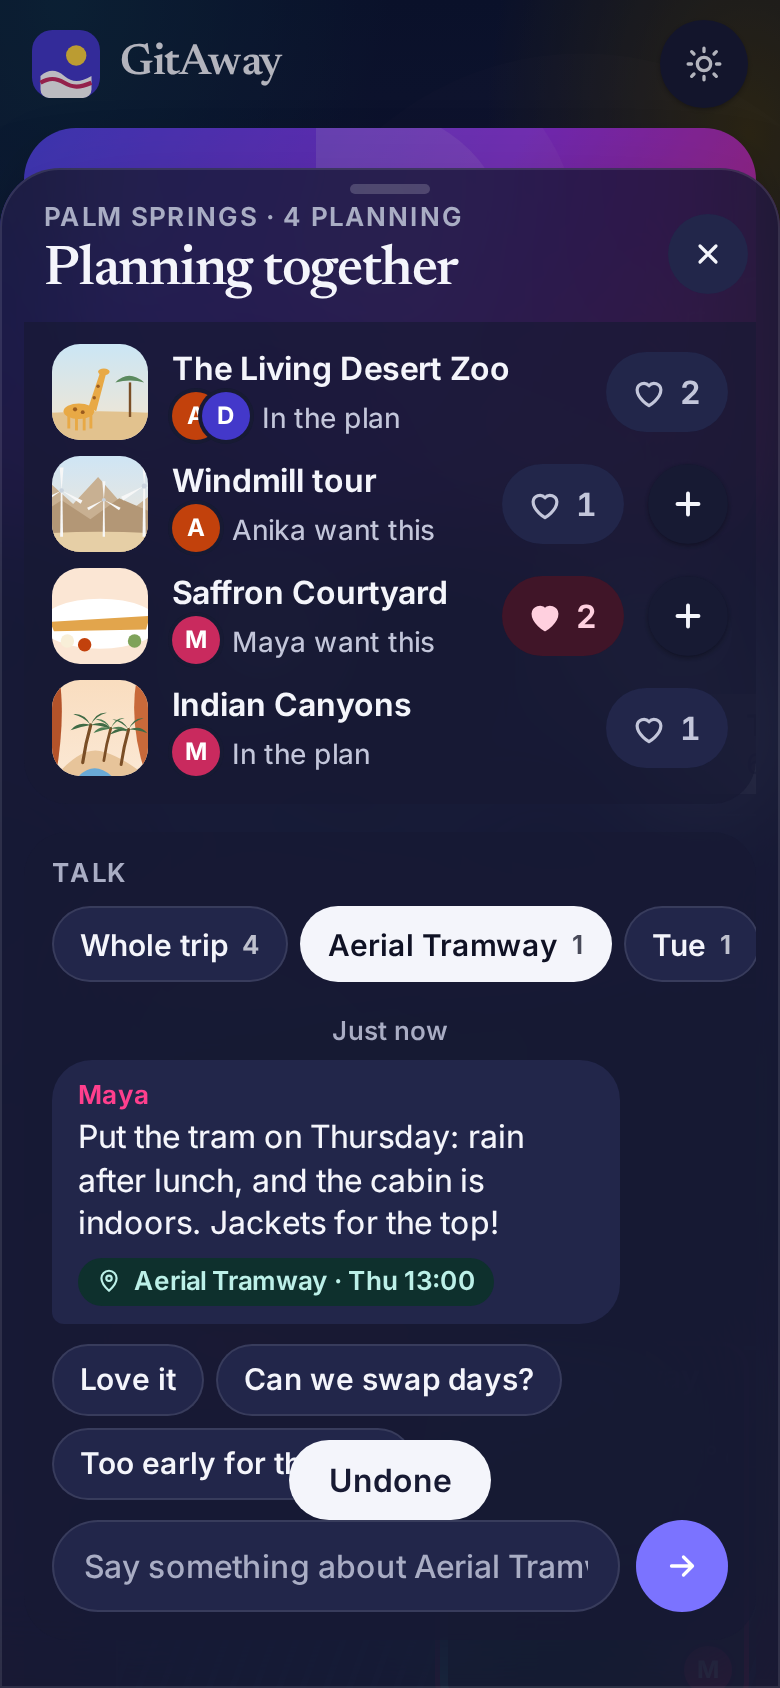 GitAway
PALM SPRINGS · 4 PLANNING
Planning together
The Living Desert Zoo
A D In the plan
2
Windmill tour
A Anika want this
1
Saffron Courtyard
M Maya want this
2
Indian Canyons
M In the plan
1
TALK
Whole trip 4
Aerial Tramway 1
Tue 1
Just now
Maya
Put the tram on Thursday: rain
after lunch, and the cabin is
indoors. Jackets for the top!
Aerial Tramway · Thu 13:00
Love it
Can we swap days?
Too early for
Undone
Say something about Aerial
M